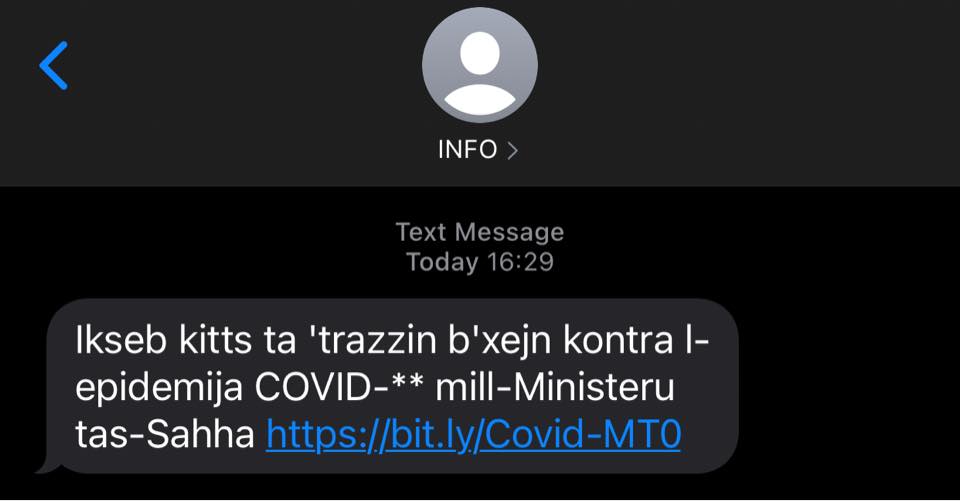 INFO
Text Message
Today 16:29
Ikseb kitts ta 'trazzin b'xejn kontra l-
epidemija COVID-** mill-Ministeru
tas-Sahha https://bit.ly/Covid-MT0